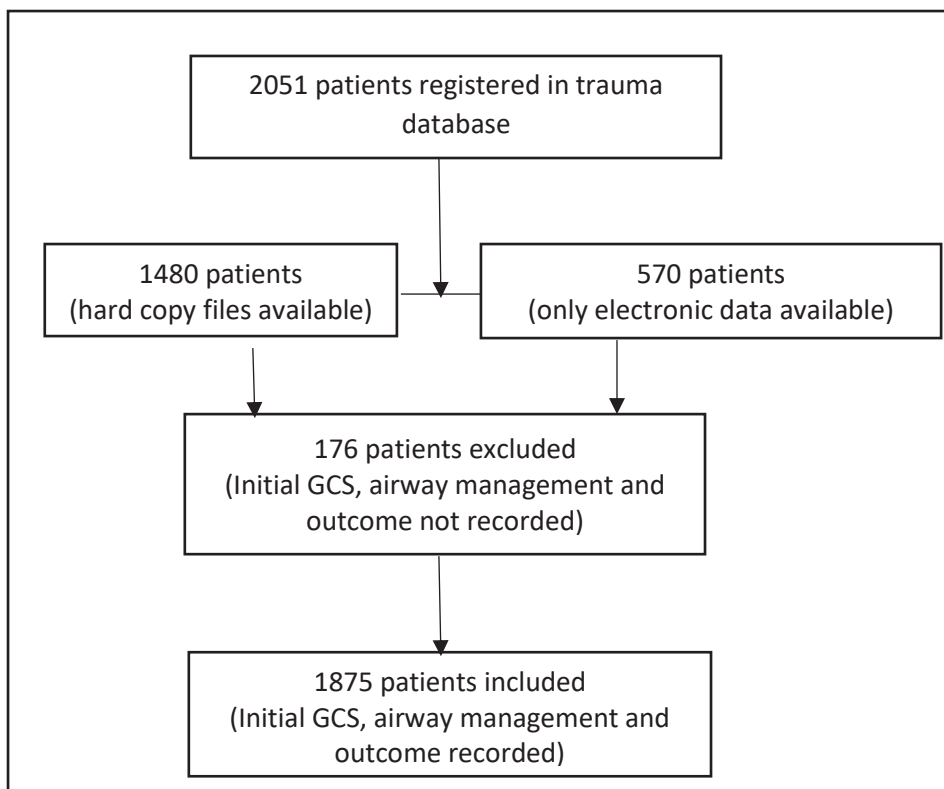 2051 patients registered in trauma
database
1480 patients
(hard copy files available)
570 patients
(only electronic data available)
176 patients excluded
(Initial GCS, airway management and
outcome not recorded)
1875 patients included
(Initial GCS, airway management and
outcome recorded)